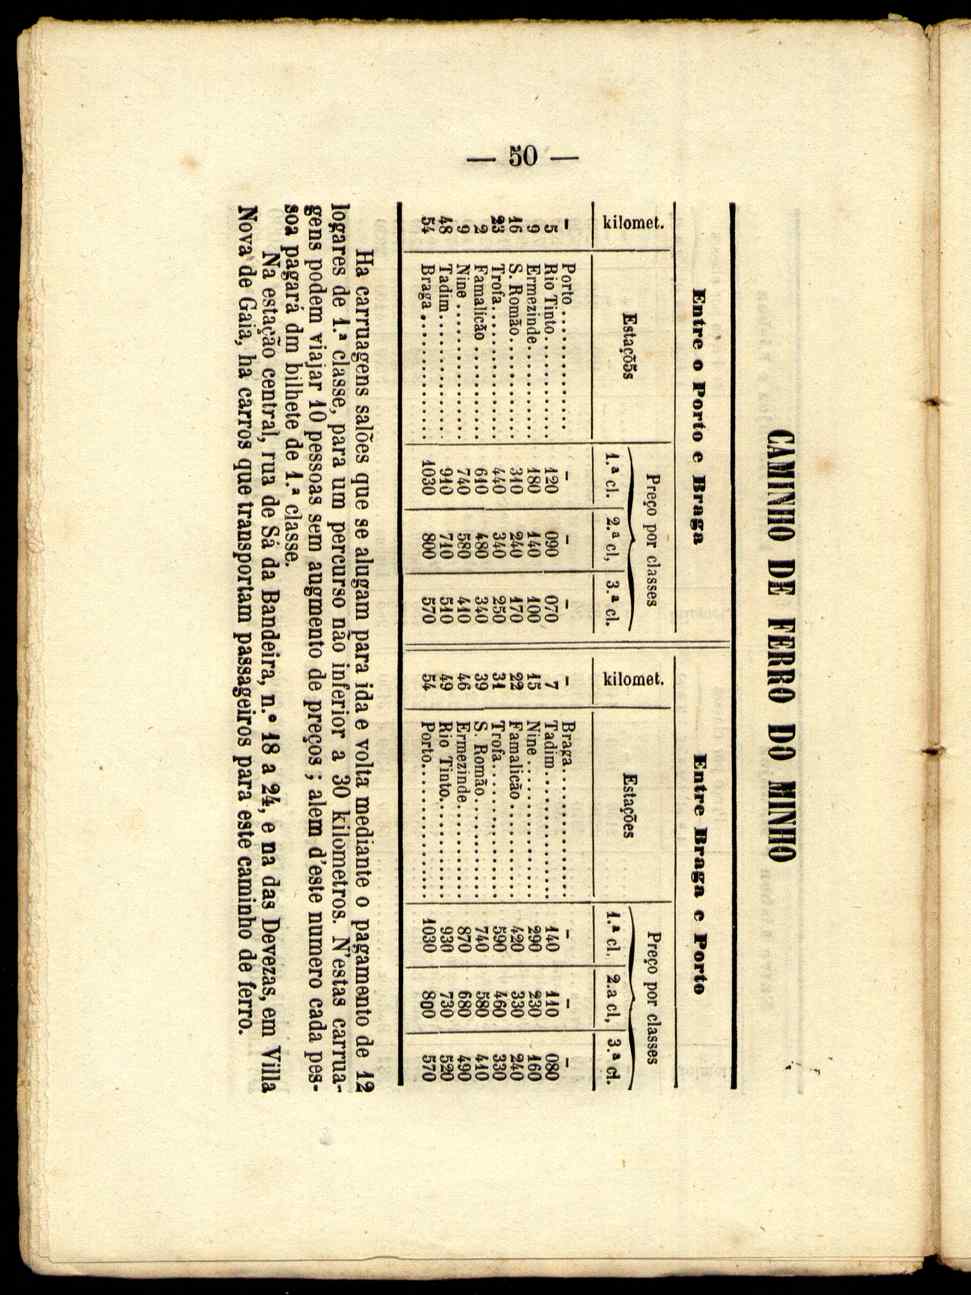 — 50 —
CAMINHO DE FERRO DO MINHO
Entre o Porto e Braga | Entre Braga e Porto
kilomet. | Estações | Preço por classes | kilomet. | Estações | Preço por classes
1.ª cl. | 2.ª cl, | 3.ª cl. | 1.ª cl. | 2.a cl, | 3.ª cl.
- | Porto | - | - | - | - | Braga | - | - | -
5 | Rio Tinto | 120 | 090 | 070 | 7 | Tadim | 140 | 110 | 080
9 | Ermezinde | 180 | 140 | 100 | 15 | Nine | 290 | 230 | 160
16 | S. Romão | 310 | 240 | 170 | 22 | Famalicão | 420 | 330 | 240
23 | Trofa | 440 | 340 | 250 | 31 | Trofa | 590 | 460 | 330
2 | Famalicão | 610 | 480 | 340 | 39 | S. Romão | 740 | 580 | 410
9 | Nine | 740 | 580 | 410 | 46 | Ermezinde | 870 | 680 | 490
48 | Tadim | 910 | 710 | 510 | 49 | Rio Tinto | 930 | 730 | 520
54 | Braga | 1030 | 800 | 570 | 54 | Porto | 1030 | 800 | 570
Ha carruagens salões que se alugam para ida e volta mediante o pagamento de 12
logares de 1.ª classe, para um percurso não inferior a 30 kilometros. N'estas carrua-
gens podem viajar 10 pessoas sem augmento de preços ; alem d'este numero cada pes-
soa pagará dm bilhete de 1.ª classe.
Na estação central, rua de Sá da Bandeira, n.º 18 a 24, e na das Devezas, em Villa
Nova de Gaia, ha carros que transportam passageiros para este caminho de ferro.